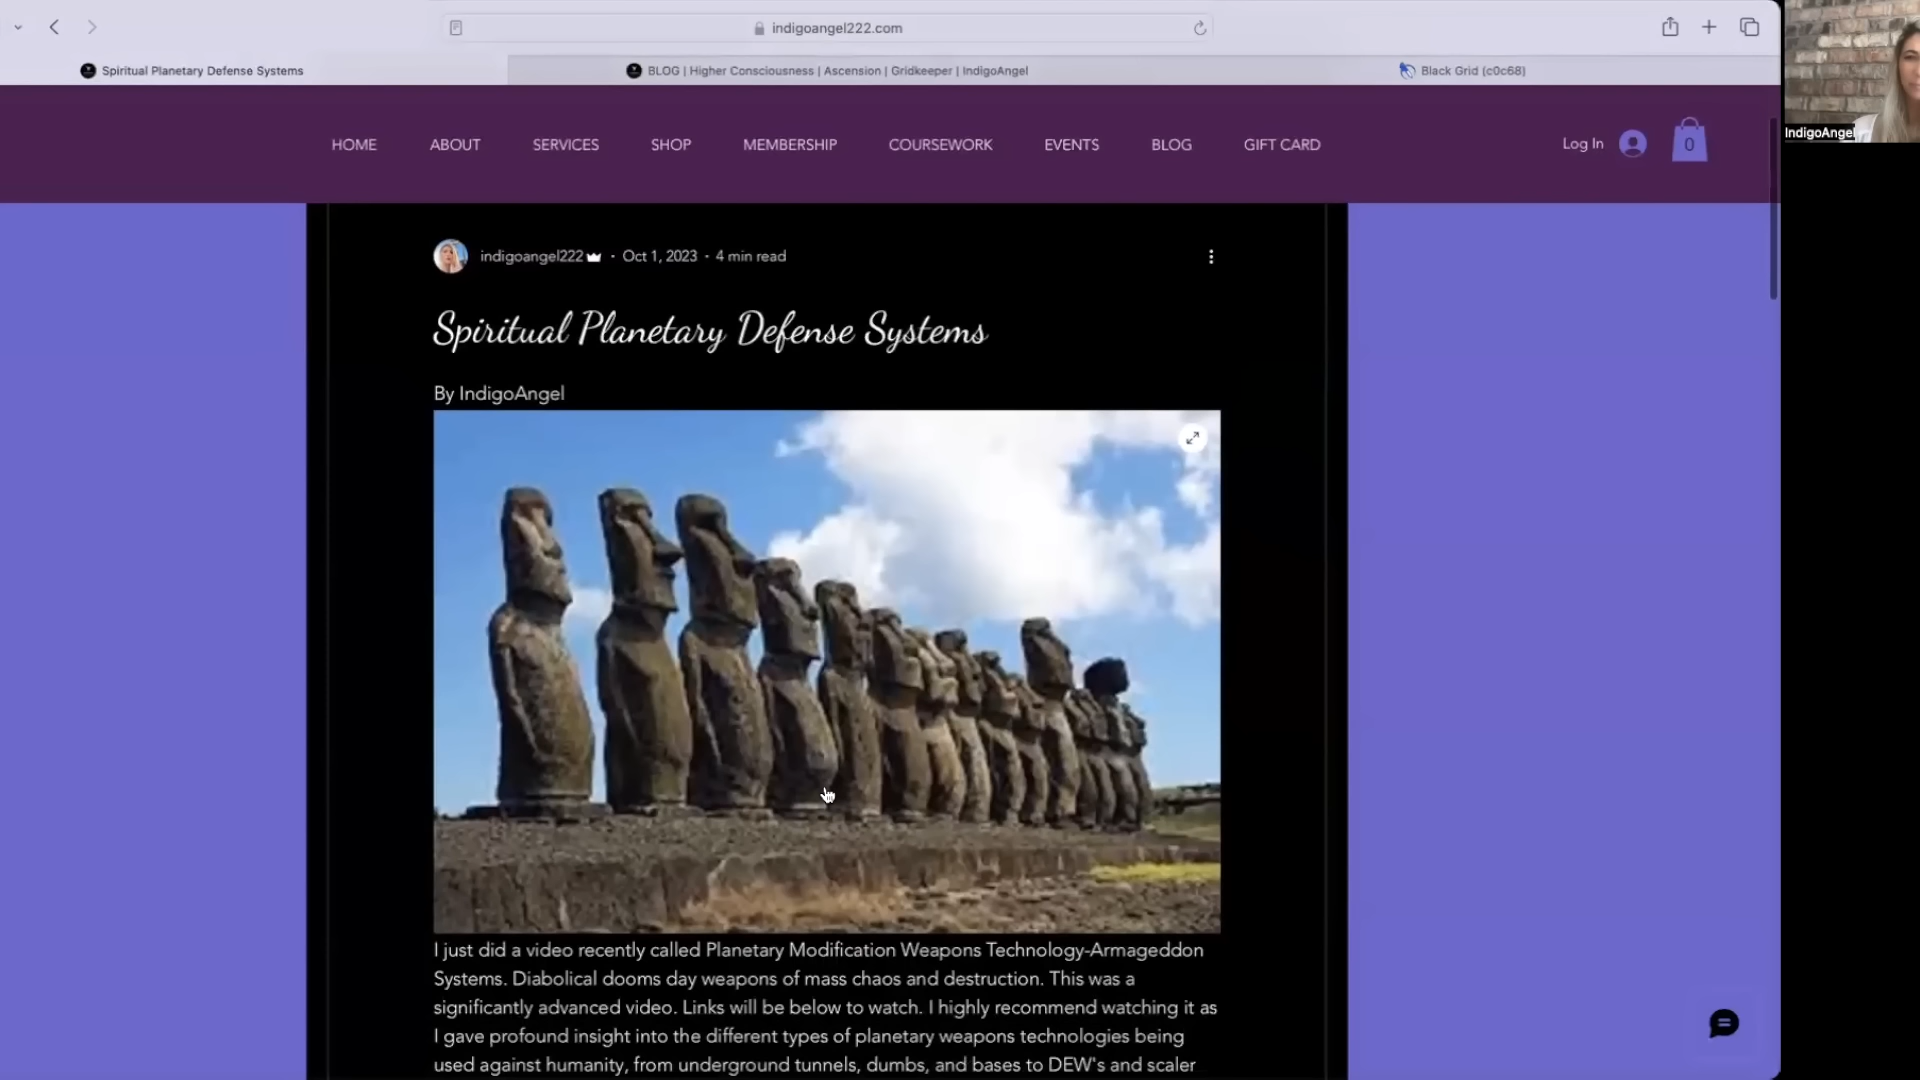 indigoangel222.com
Spiritual Planetary Defense Systems
BLOG | Higher Consciousness | Ascension | Gridkeeper | IndigoAngel
Black Grid (c0c68)
IndigoAngel
HOME ABOUT SERVICES SHOP MEMBERSHIP COURSEWORK EVENTS BLOG GIFT CARD
Log In
0
indigoangel222 · Oct 1, 2023 · 4 min read
Spiritual Planetary Defense Systems
By IndigoAngel
I just did a video recently called Planetary Modification Weapons Technology-Armageddon
Systems. Diabolical dooms day weapons of mass chaos and destruction. This was a
significantly advanced video. Links will be below to watch. I highly recommend watching it as
I gave profound insight into the different types of planetary weapons technologies being
used against humanity, from underground tunnels, dumbs, and bases to DEW's and scaler